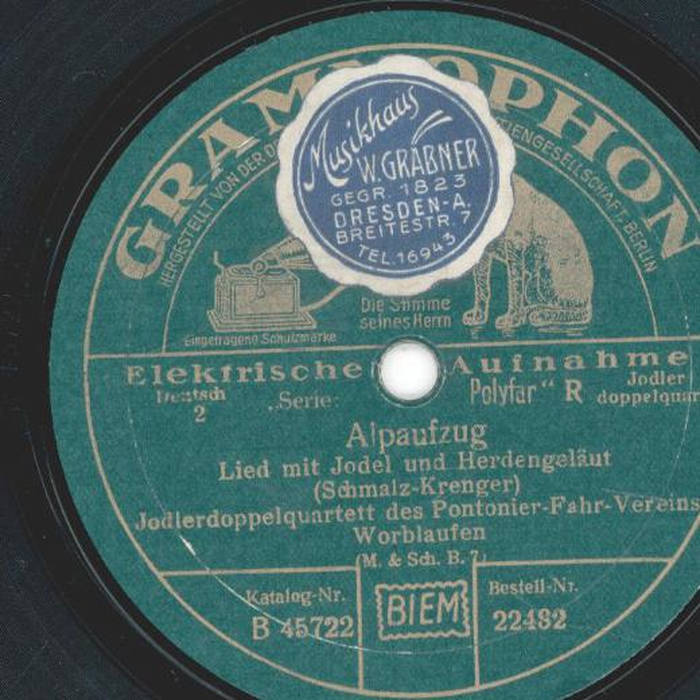 GRAMMOPHON
HERGESTELLT VON DER
AKTIENGESELLSCHAFT, BERLIN
Musikhaus
W. GRÄBNER
GEGR. 1823
DRESDEN-A.
BREITESTR. 7
TEL. 16943
Die Stimme
seines Herrn
Eingetragene Schutzmarke
Elektrische Aufnahme
Deutsch
2
„Serie: Polyfar" R
Jodler
doppelquar
Alpaufzug
Lied mit Jodel und Herdengeläut
(Schmalz-Krenger)
Jodlerdoppelquartett des Pontonier-Fahr-Vereins
Worblaufen
(M. & Sch. B. 7)
Katalog-Nr.
B 45722
BIEM
Bestell-Nr.
22482